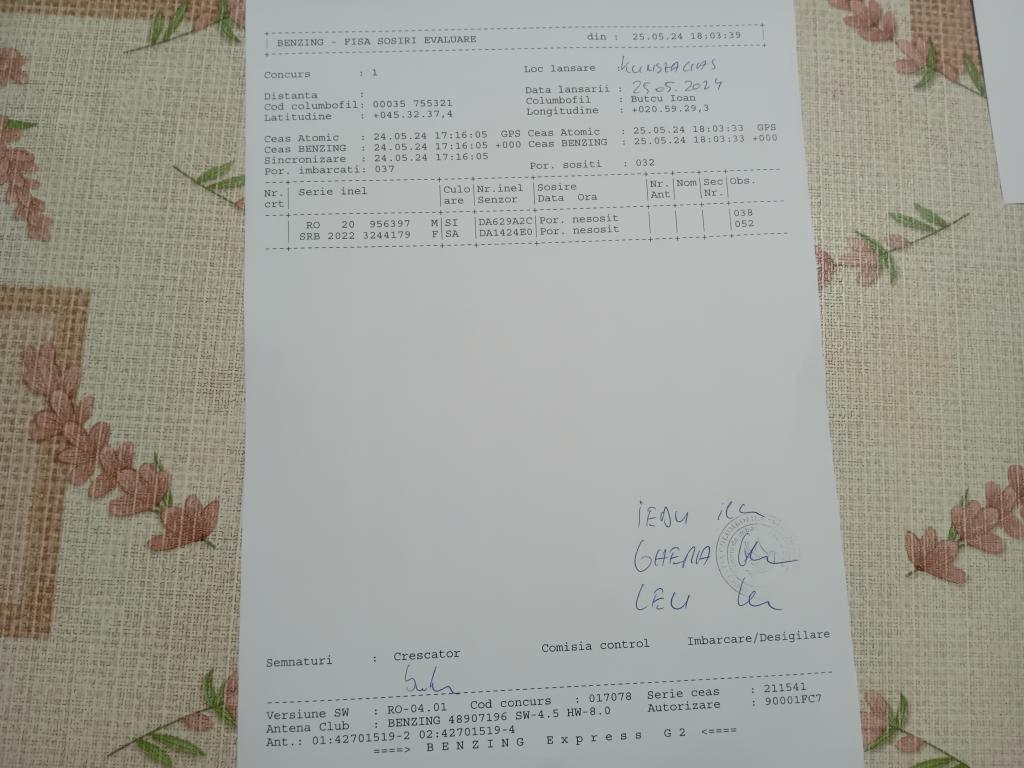 BENZING - FISA SOSIRI EVALUARE din : 25.05.24 18:03:39
Concurs : 1 Loc lansare :
Distanta : Data lansarii : 25 05. 2024
Cod columbofil: 00035 755321 Columbofil : Butcu Ioan
Latitudine : +045.32.37,4 Longitudine : +020.59.29,3
Ceas Atomic : 24.05.24 17:16:05 GPS Ceas Atomic : 25.05.24 18:03:33 GPS
Ceas BENZING : 24.05.24 17:16:05 +000 Ceas BENZING : 25.05.24 18:03:33 +000
Sincronizare : 24.05.24 17:16:05
Por. imbarcati: 037 Por. sositi : 032
Nr. Serie inel Culo Nr.inel Sosire Nr. Nom Sec Obs.
crt are Senzor Data Ora Ant Nr.
RO 20 956397 M SI DA629A2C Por. nesosit 038
SRB 2022 3244179 F SA DA1424E0 Por. nesosit 052
GHERA
LEU
Semnaturi : Crescator Comisia control Imbarcare/Desigilare
Versiune SW : RO-04.01 Cod concurs : 017078 Serie ceas : 211541
Antena Club : BENZING 48907196 SW-4.5 HW-8.0 Autorizare : 90001FC7
Ant.: 01:42701519-2 02:42701519-4
====> B E N Z I N G E x p r e s s G 2 <====